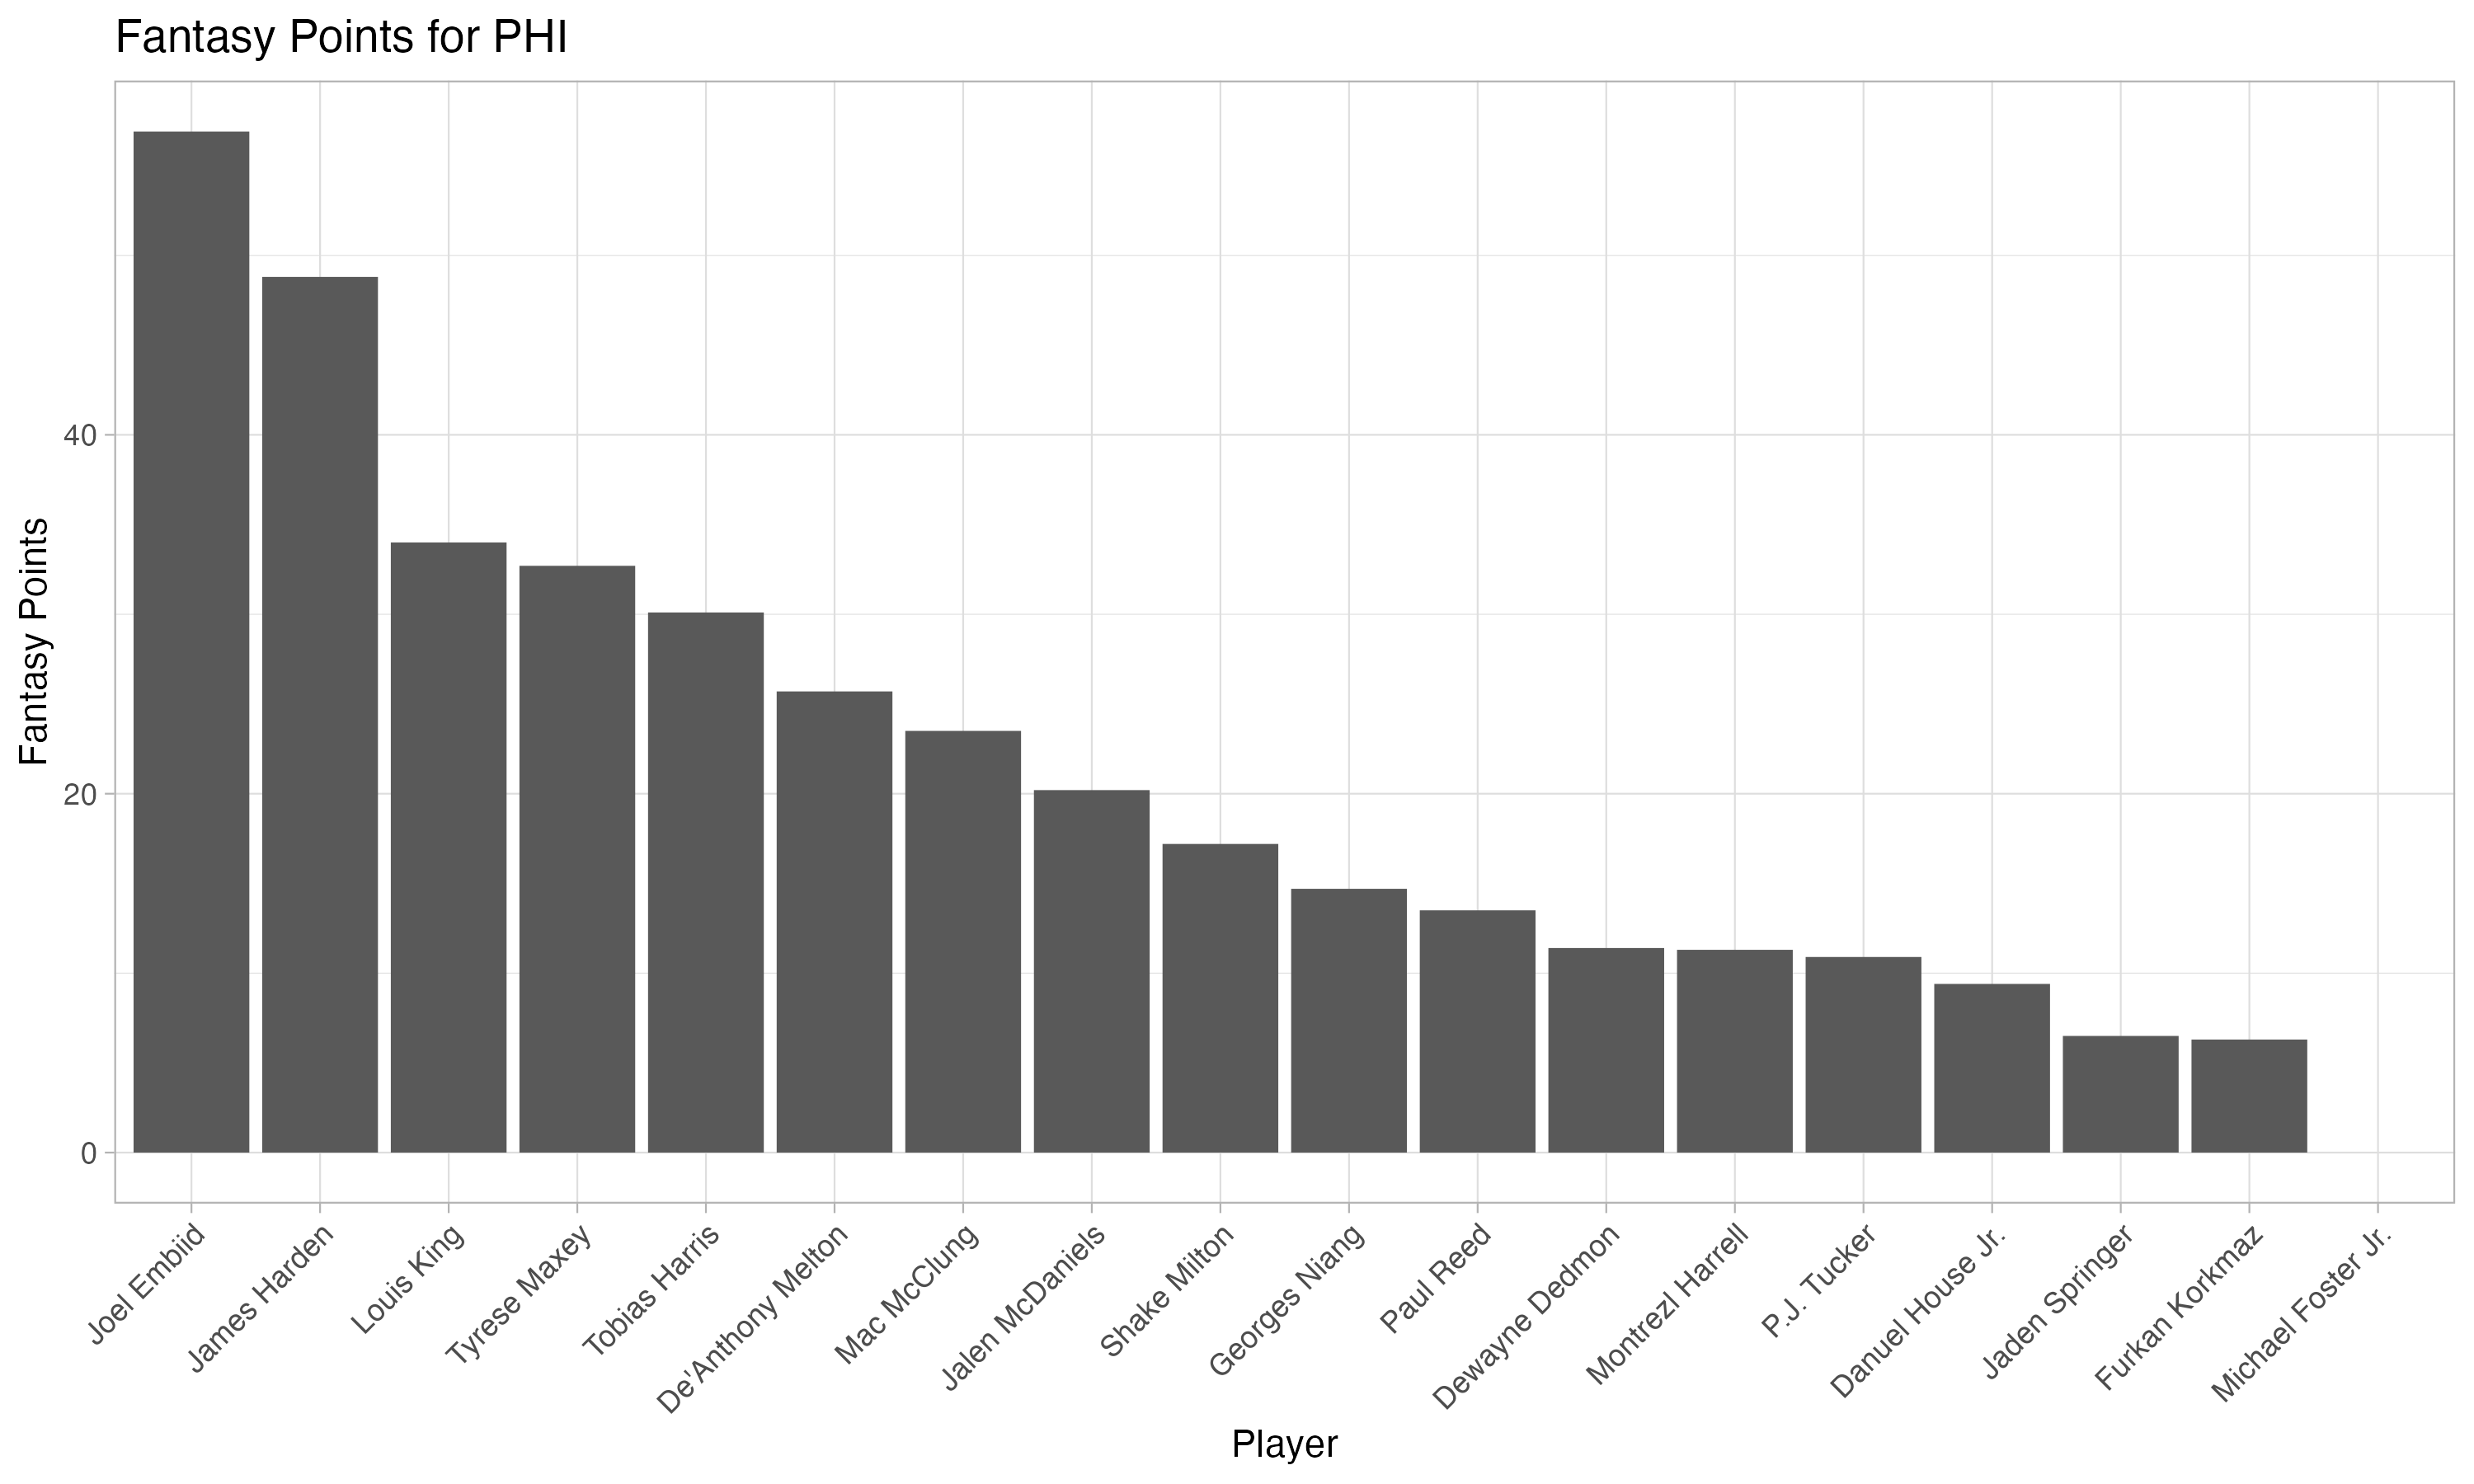 Fantasy Points for PHI
Fantasy Points
40
20
0
Joel Embiid
James Harden
Louis King
Tyrese Maxey
Tobias Harris
De'Anthony Melton
Mac McClung
Jalen McDaniels
Shake Milton
Georges Niang
Paul Reed
Dewayne Dedmon
Montrezl Harrell
P.J. Tucker
Danuel House Jr.
Jaden Springer
Furkan Korkmaz
Michael Foster Jr.
Player